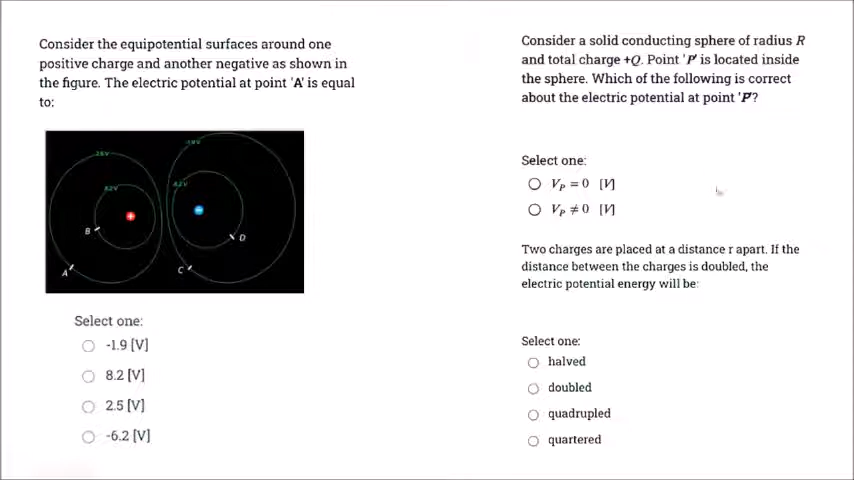 Consider the equipotential surfaces around one
positive charge and another negative as shown in
the figure. The electric potential at point 'A' is equal
to:
8.2 V
B
A
D
C
Select one:
-1.9 [V]
8.2 [V]
2.5 [V]
-6.2 [V]
Consider a solid conducting sphere of radius R
and total charge +Q. Point 'P' is located inside
the sphere. Which of the following is correct
about the electric potential at point 'P'?
Select one:
V_P = 0 [V]
V_P ≠ 0 [V]
Two charges are placed at a distance r apart. If the
distance between the charges is doubled, the
electric potential energy will be:
Select one:
halved
doubled
quadrupled
quartered